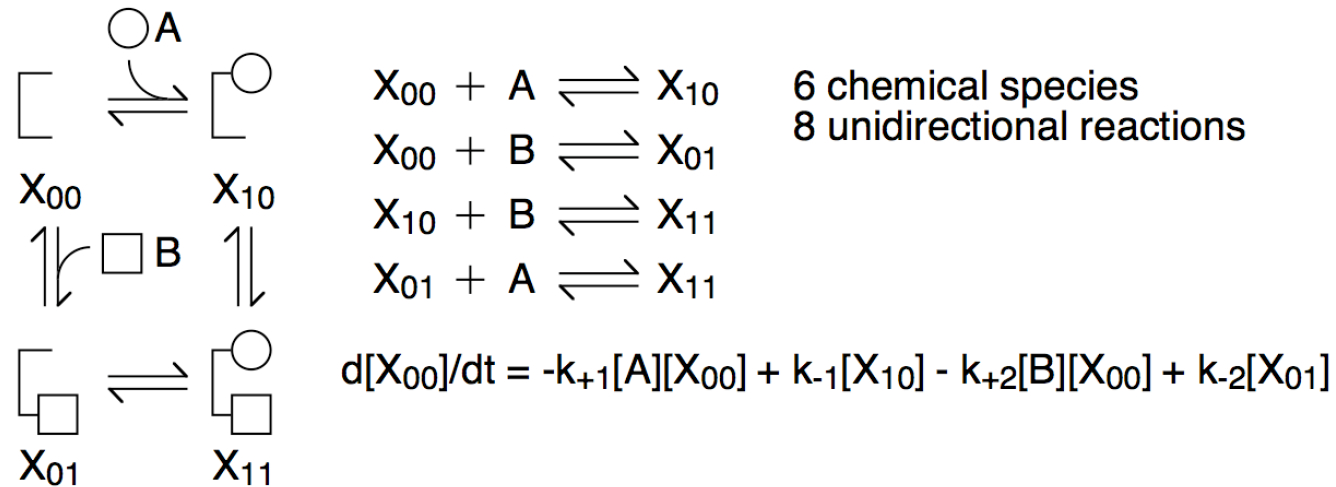 A
X₀₀
X₁₀
B
X₀₁
X₁₁
X₀₀ + A ⇌ X₁₀
X₀₀ + B ⇌ X₀₁
X₁₀ + B ⇌ X₁₁
X₀₁ + A ⇌ X₁₁
6 chemical species
8 unidirectional reactions
d[X₀₀]/dt = -k₊₁[A][X₀₀] + k₋₁[X₁₀] - k₊₂[B][X₀₀] + k₋₂[X₀₁]